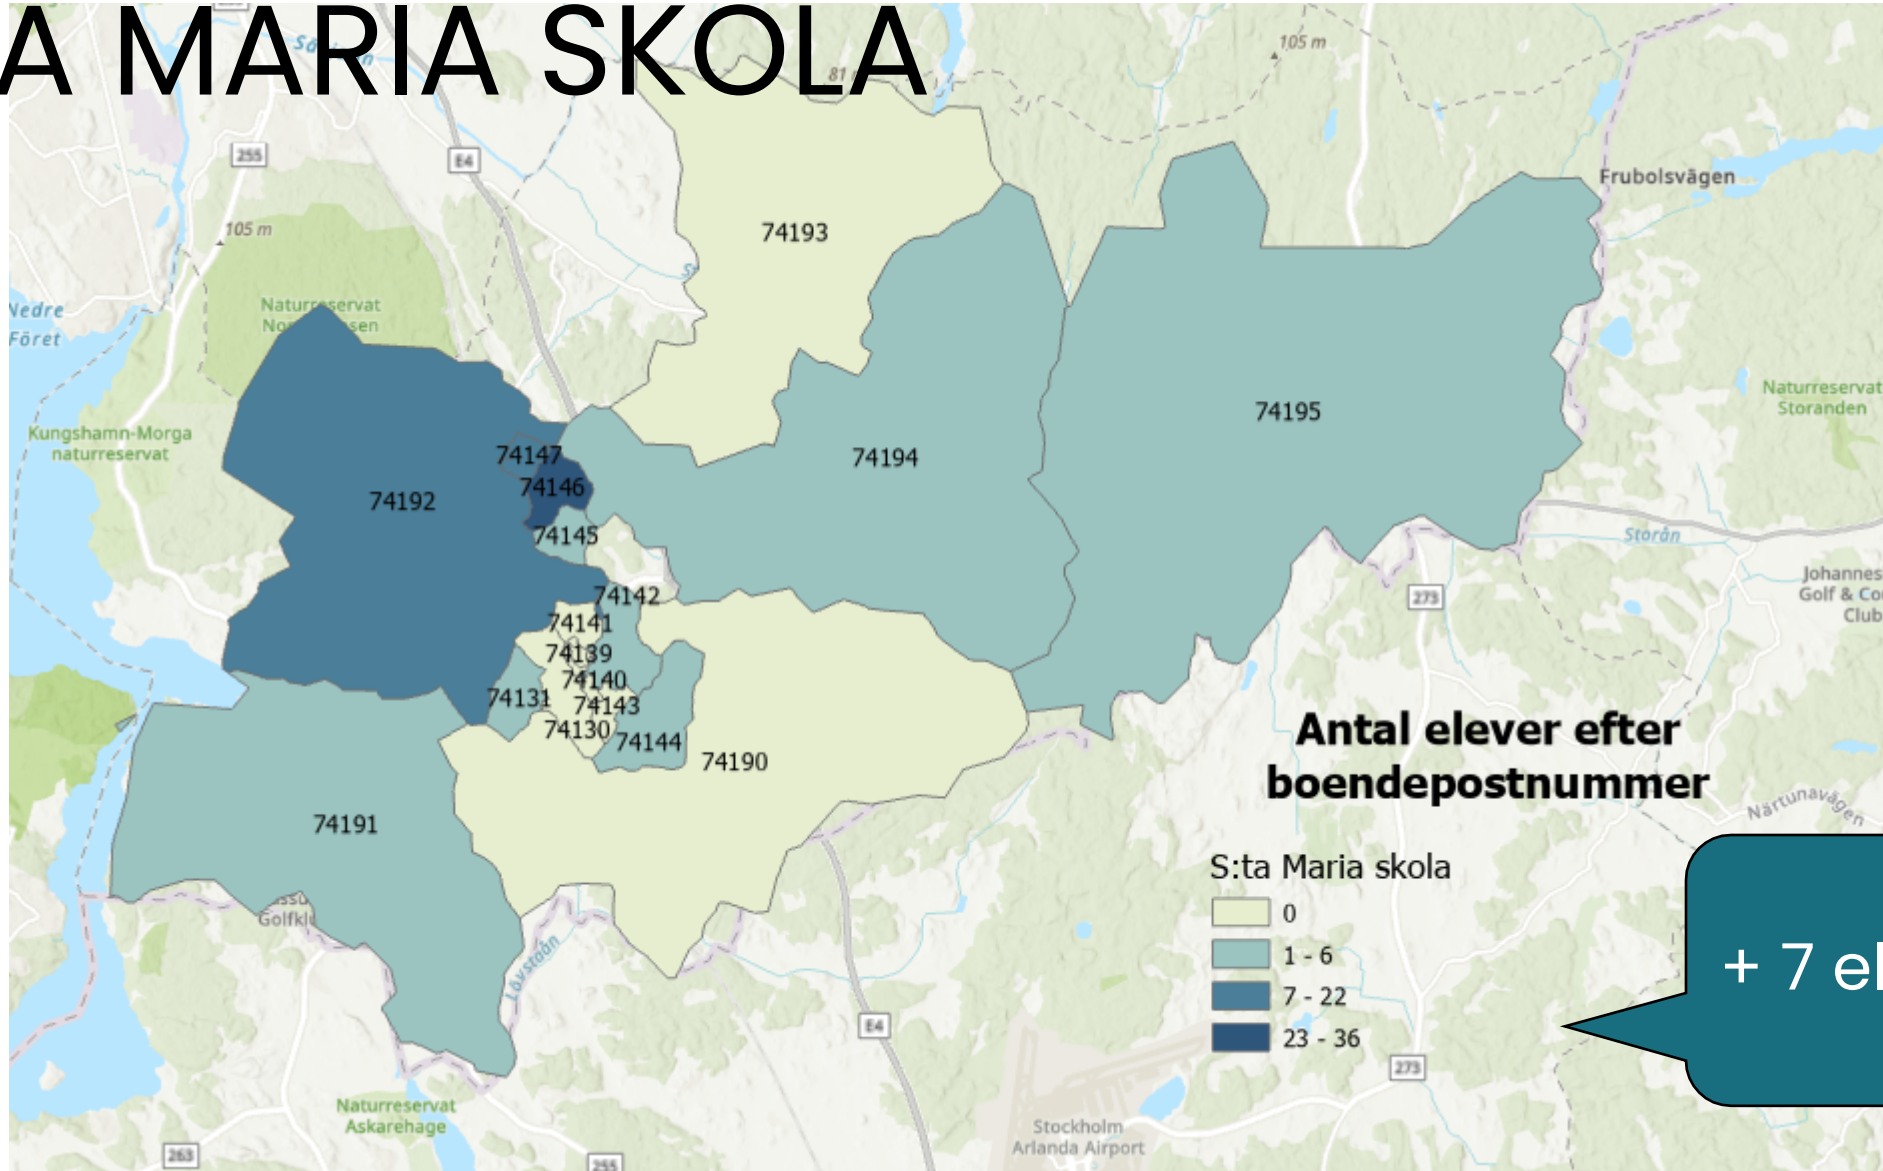 A MARIA SKOLA
81
105 m
255
E4
Frubolsvägen
105 m
74193
Naturreservat
Nedre
Föret
Naturreservat
Storanden
74195
Kungshamn-Morga
naturreservat
74147
74194
74146
74192
74145
Storån
Johannes
Golf & Co
Club
74142
273
74141
74139
74140
74131
74143
74130
74144
74190
Antal elever efter
boendepostnummer
Närtunavägen
74191
S:ta Maria skola
0
1 - 6
7 - 22
23 - 36
Golfkl
Lövstaån
+ 7 el
E4
273
Naturreservat
Askarehage
Stockholm
Arlanda Airport
263
255